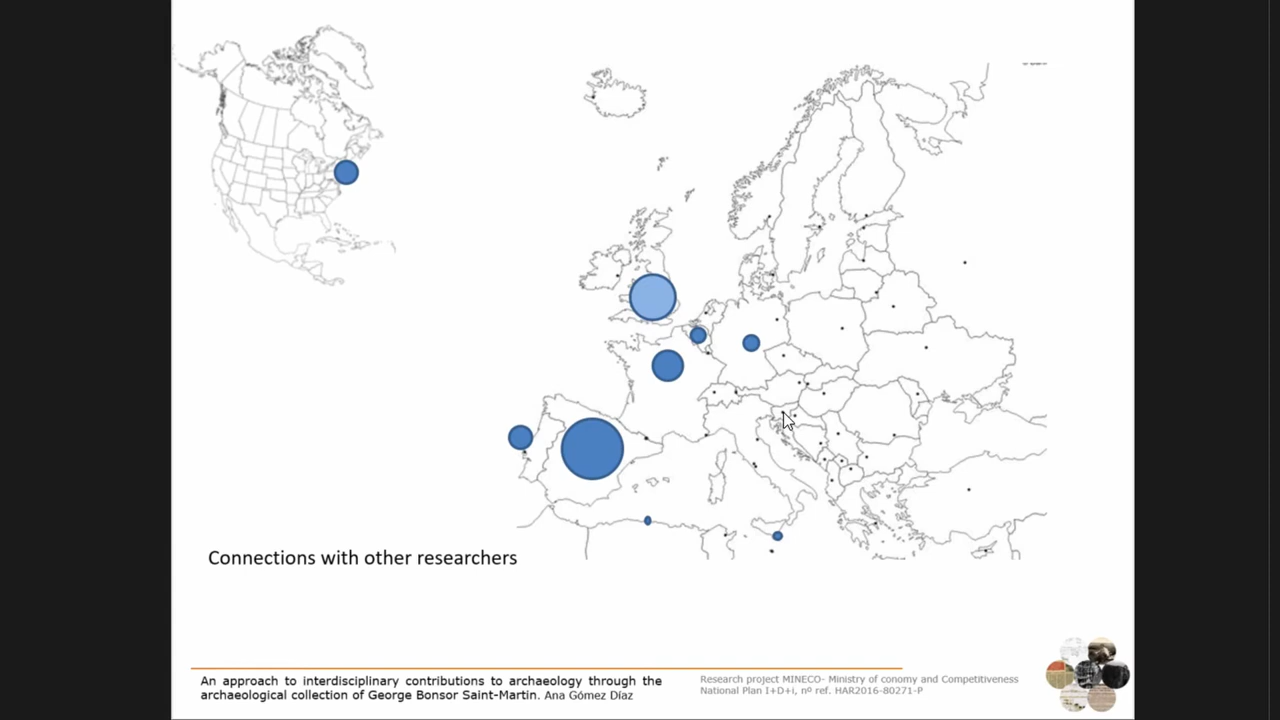 Connections with other researchers
An approach to interdisciplinary contributions to archaeology through the
archaeological collection of George Bonsor Saint-Martin. Ana Gómez Díaz
Research project MINECO- Ministry of conomy and Competitiveness
National Plan I+D+i, nº ref. HAR2016-80271-P